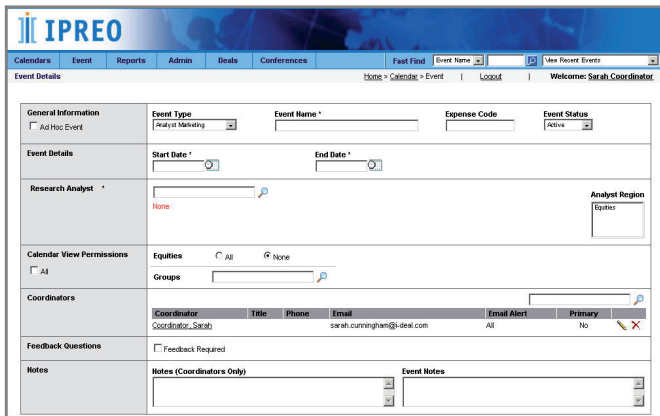 IPREO
Calendars Event Reports Admin Deals Conferences Fast Find Event Name View Recent Events
Event Details Home > Calendar > Event | Logout | Welcome: Sarah Coordinator
General Information Event Type Event Name * Expense Code Event Status
Ad Hoc Event Analyst Marketing Active
Event Details Start Date * End Date *
Research Analyst *
None Analyst Region
Equities
Calendar View Permissions Equities All None
All
Groups
Coordinators
Coordinator Title Phone Email Email Alert Primary
Coordinator, Sarah sarah.cunningham@i-deal.com All No
Feedback Questions Feedback Required
Notes Notes (Coordinators Only) Event Notes